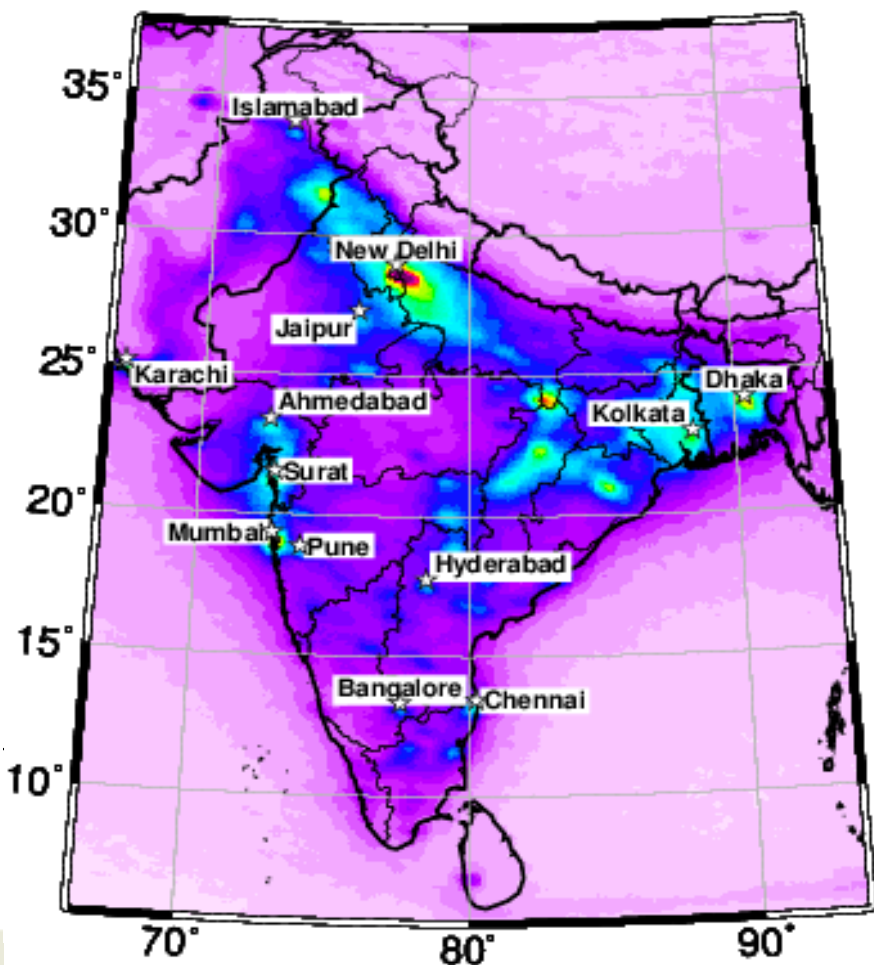 35°
Islamabad
30°
New Delhi
Jaipur
25°
Karachi
Dhaka
Ahmedabad
Kolkata
Surat
20°
Mumbai
Pune
Hyderabad
15°
Bangalore
Chennai
10°
70°
80°
90°